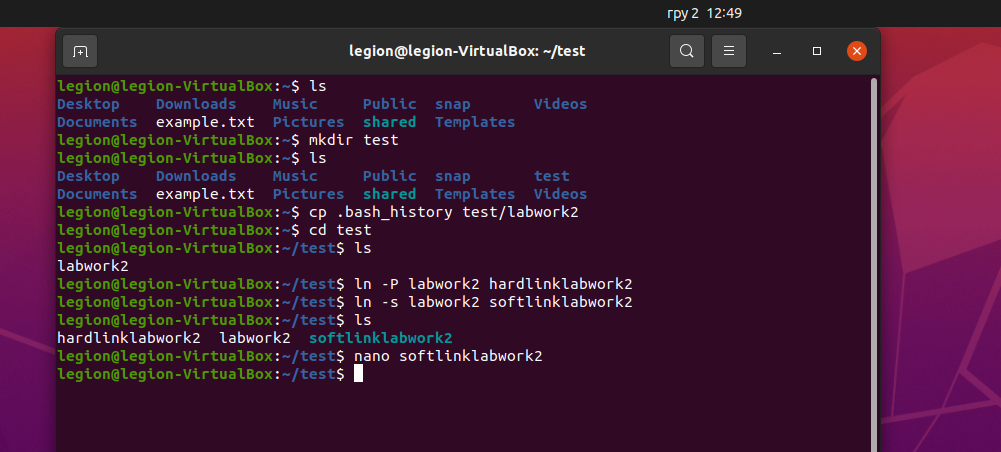 гру 2 12:49
legion@legion-VirtualBox: ~/test
legion@legion-VirtualBox:~$ ls
Desktop Downloads Music Public snap Videos
Documents example.txt Pictures shared Templates
legion@legion-VirtualBox:~$ mkdir test
legion@legion-VirtualBox:~$ ls
Desktop Downloads Music Public snap test
Documents example.txt Pictures shared Templates Videos
legion@legion-VirtualBox:~$ cp .bash_history test/labwork2
legion@legion-VirtualBox:~$ cd test
legion@legion-VirtualBox:~/test$ ls
labwork2
legion@legion-VirtualBox:~/test$ ln -P labwork2 hardlinklabwork2
legion@legion-VirtualBox:~/test$ ln -s labwork2 softlinklabwork2
legion@legion-VirtualBox:~/test$ ls
hardlinklabwork2 labwork2 softlinklabwork2
legion@legion-VirtualBox:~/test$ nano softlinklabwork2
legion@legion-VirtualBox:~/test$